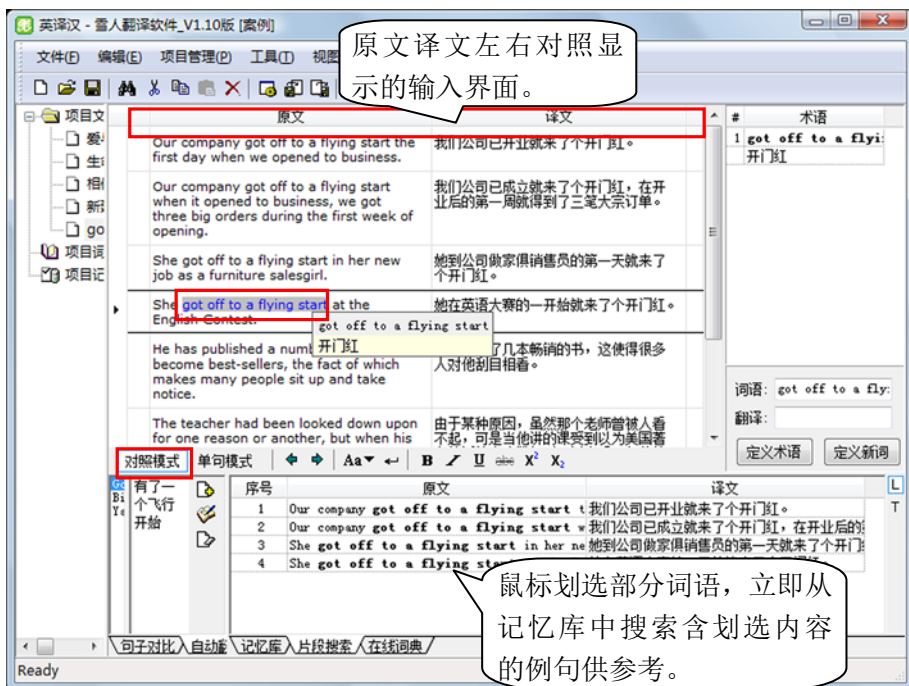 英译汉 - 雪人翻译软件_V1.10版 [案例]
文件(F) 编辑(E) 项目管理(P) 工具(T) 视图
原文译文左右对照显
示的输入界面。
项目文
爱
生
相
新
go
项目词
项目记
原文 译文
Our company got off to a flying start the 我们公司已开业就来了个开门红。
first day when we opened to business.
Our company got off to a flying start 我们公司已成立就来了个开门红，在开
when it opened to business, we got 业后的第一周就得到了三笔大宗订单。
three big orders during the first week of
opening.
She got off to a flying start in her new 她到公司做家俱销售员的第一天就来了
job as a furniture salesgirl. 个开门红。
She got off to a flying start at the 她在英语大赛的一开始就来了个开门红。
English Contest.
got off to a flying start
开门红
He has published a num 了几本畅销的书，这使得很多
become best-sellers, the fact of which 人对他刮目相看。
makes many people sit up and take
notice.
The teacher had been looked down upon 由于某种原因，虽然那个老师曾被人看
for one reason or another, but when his 不起，可是当他讲的课受到以为美国著
# 术语
1 got off to a flyi
开门红
词语: got off to a fly
翻译:
定义术语 定义新词
对照模式 单句模式 Aa B I U abc X² X₂
有了一
个飞行
开始
序号 原文 译文
1 Our company got off to a flying start t 我们公司已开业就来了个开门红。
2 Our company got off to a flying start w 我们公司已成立就来了个开门红，在开业后的
3 She got off to a flying start in her ne 她到公司做家俱销售员的第一天就来了个开门
4 She got off to a flying
L
T
鼠标划选部分词语，立即从
记忆库中搜索含划选内容
的例句供参考。
句子对比 自动 记忆库 片段搜索 在线词典
Ready